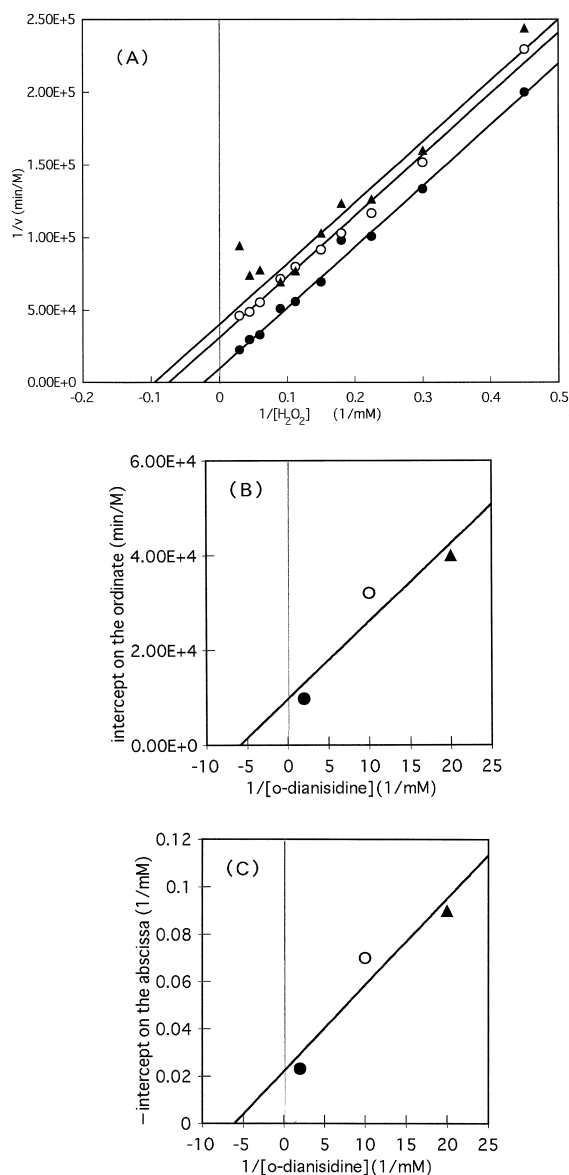 2.50E+5
(A)
2.00E+5
1.50E+5
1.00E+5
5.00E+4
0.00E+0
1/v (min/M)
-0.2 -0.1 0 0.1 0.2 0.3 0.4 0.5
1/[H₂O₂] (1/mM)
6.00E+4
(B)
4.00E+4
2.00E+4
0.00E+0
intercept on the ordinate (min/M)
-10 -5 0 5 10 15 20 25
1/[o-dianisidine] (1/mM)
0.12
(C)
0.1
0.08
0.06
0.04
0.02
0
−intercept on the abscissa (1/mM)
-10 -5 0 5 10 15 20 25
1/[o-dianisidine] (1/mM)